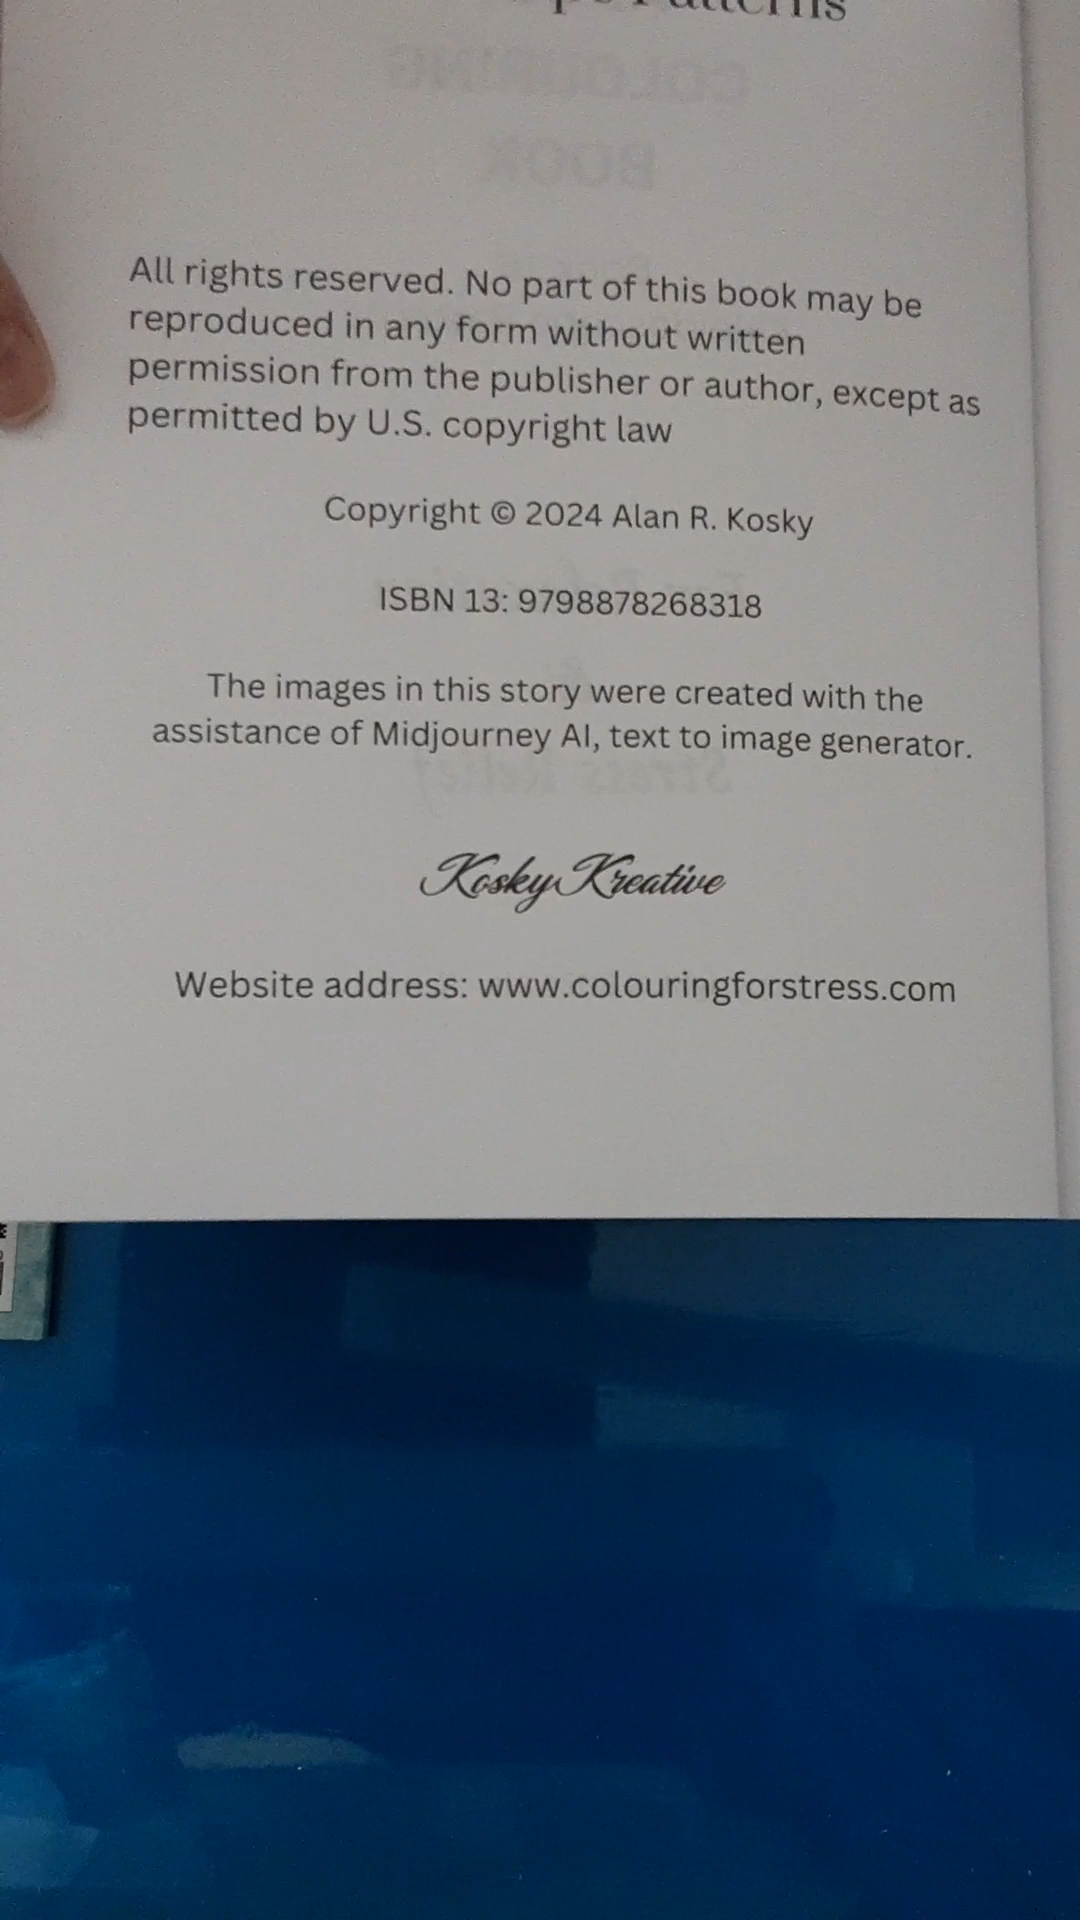 Patterns
All rights reserved. No part of this book may be
reproduced in any form without written
permission from the publisher or author, except as
permitted by U.S. copyright law
Copyright © 2024 Alan R. Kosky
ISBN 13: 9798878268318
The images in this story were created with the
assistance of Midjourney AI, text to image generator.
KoskyKreative
Website address: www.colouringforstress.com